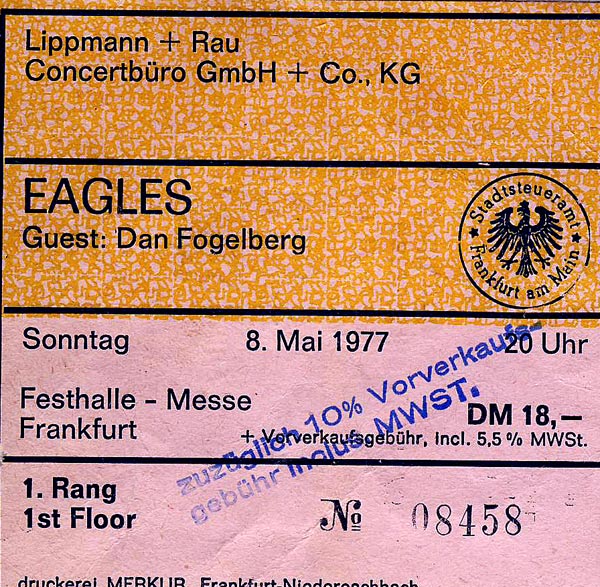 Lippmann + Rau
Concertbüro GmbH + Co., KG
EAGLES
Guest: Dan Fogelberg
Stadtsteueramt
Frankfurt am Main
Sonntag 8. Mai 1977 20 Uhr
Festhalle - Messe
Frankfurt
DM 18,—
+ Vorverkaufsgebühr, incl. 5,5 % MWSt.
zuzüglich 10% Vorverkaufs-
gebühr inclus. MWST.
1. Rang
1st Floor
№ 08458
druckerei MERKUR, Frankfurt-Niedereschbach